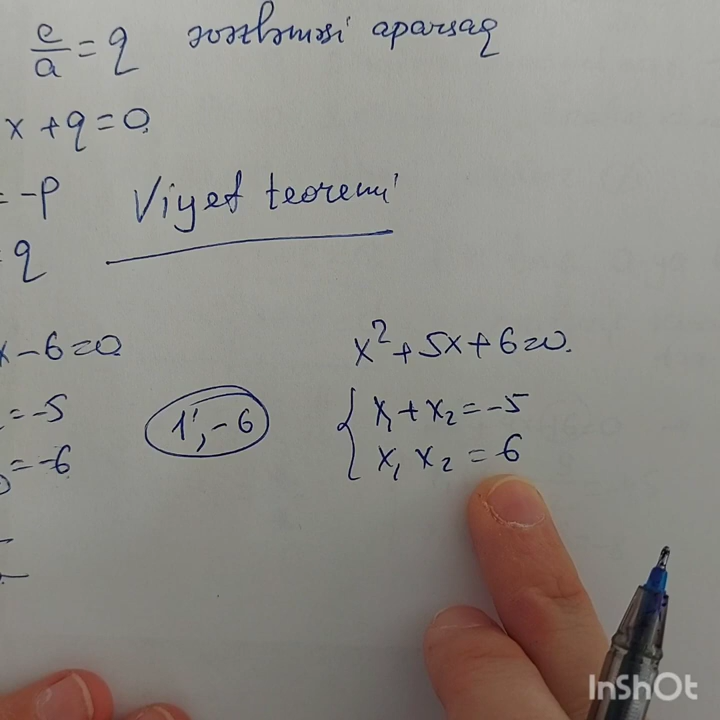 c/a = q əvəzləməsi aparsaq
x + q = 0.
= -p Viyet teoremi
= q
x - 6 = 0.
= -5
= -6
1; -6
x² + 5x + 6 = 0.
x₁ + x₂ = -5
x₁ x₂ = 6
InShOt